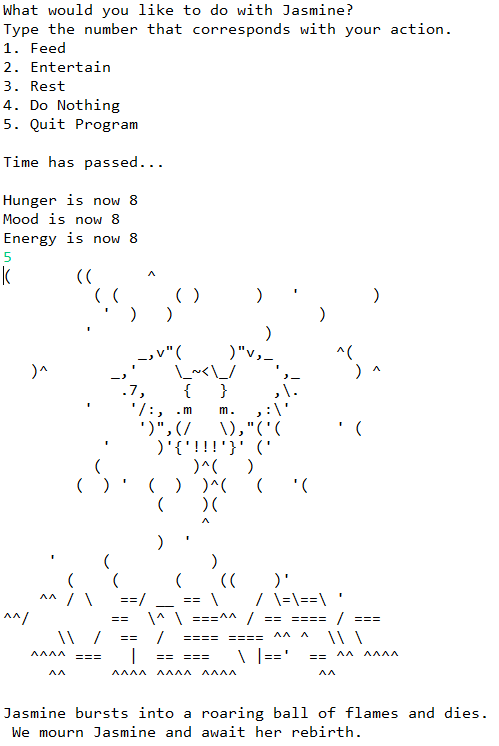 What would you like to do with Jasmine?
Type the number that corresponds with your action.
1. Feed
2. Entertain
3. Rest
4. Do Nothing
5. Quit Program
Time has passed...
Hunger is now 8
Mood is now 8
Energy is now 8
5
Jasmine bursts into a roaring ball of flames and dies.
We mourn Jasmine and await her rebirth.